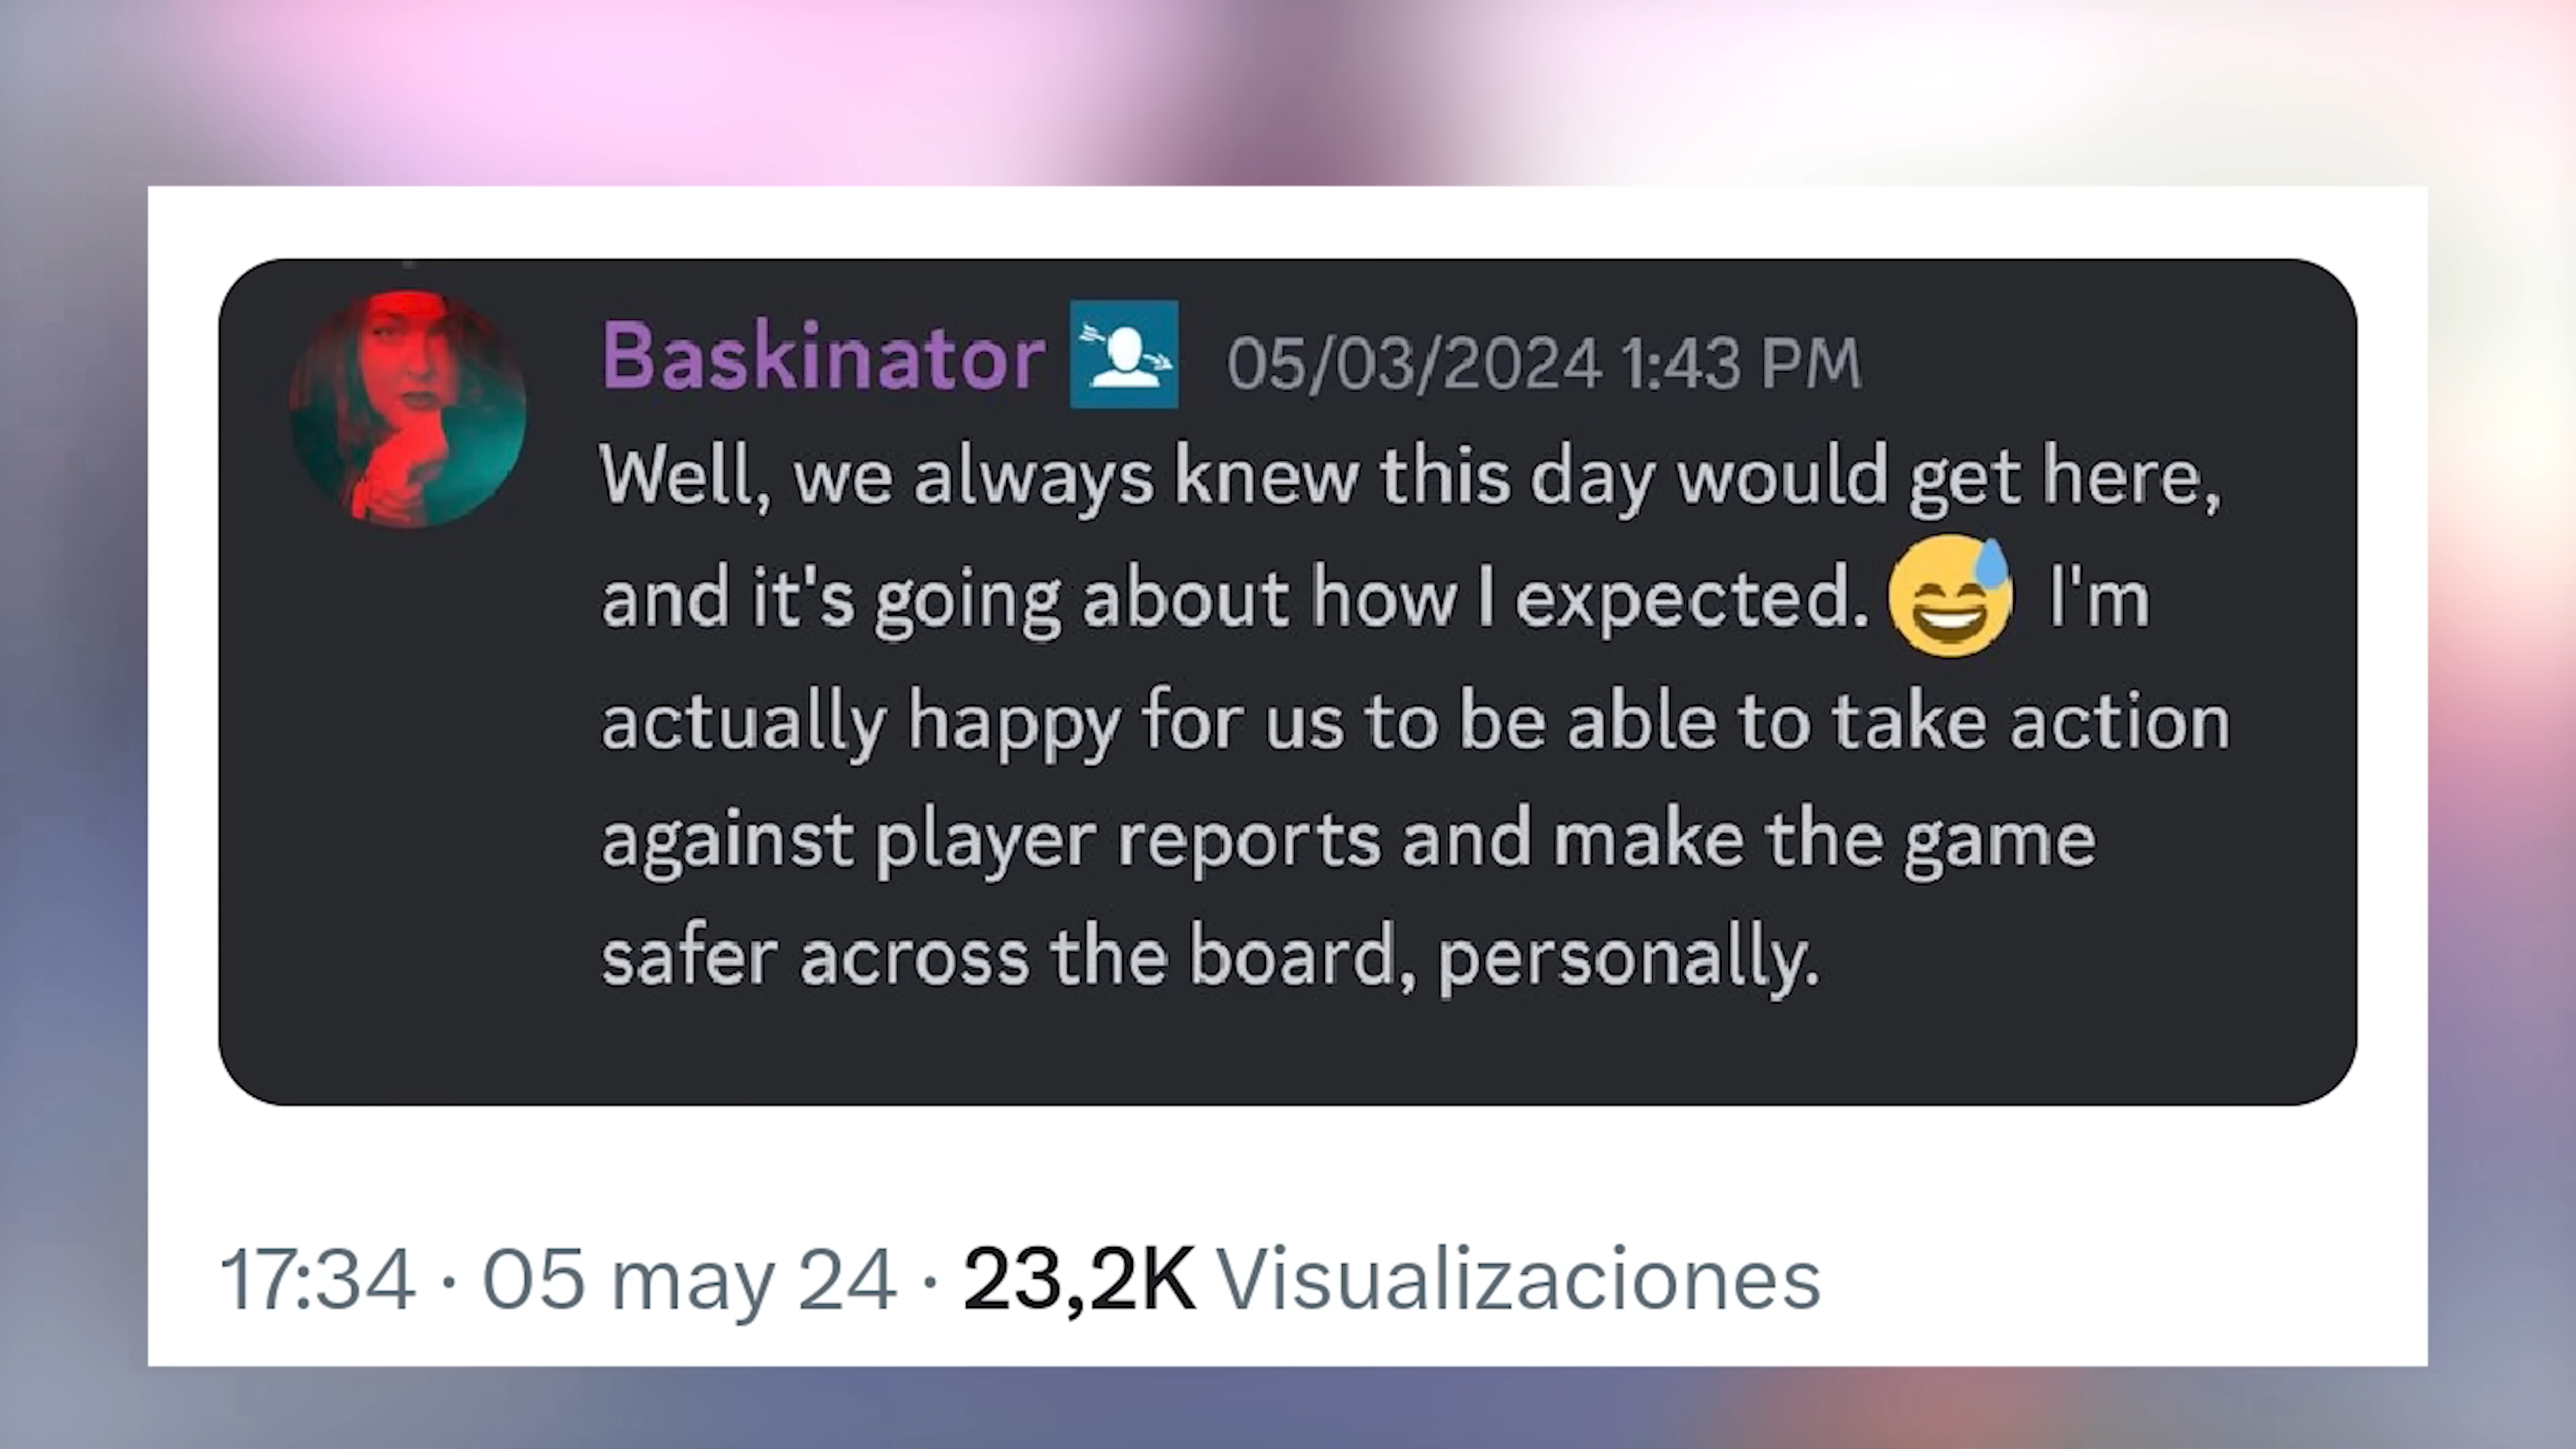 Baskinator 05/03/2024 1:43 PM
Well, we always knew this day would get here,
and it's going about how I expected. 😅 I'm
actually happy for us to be able to take action
against player reports and make the game
safer across the board, personally.
17:34 · 05 may 24 · 23,2K Visualizaciones